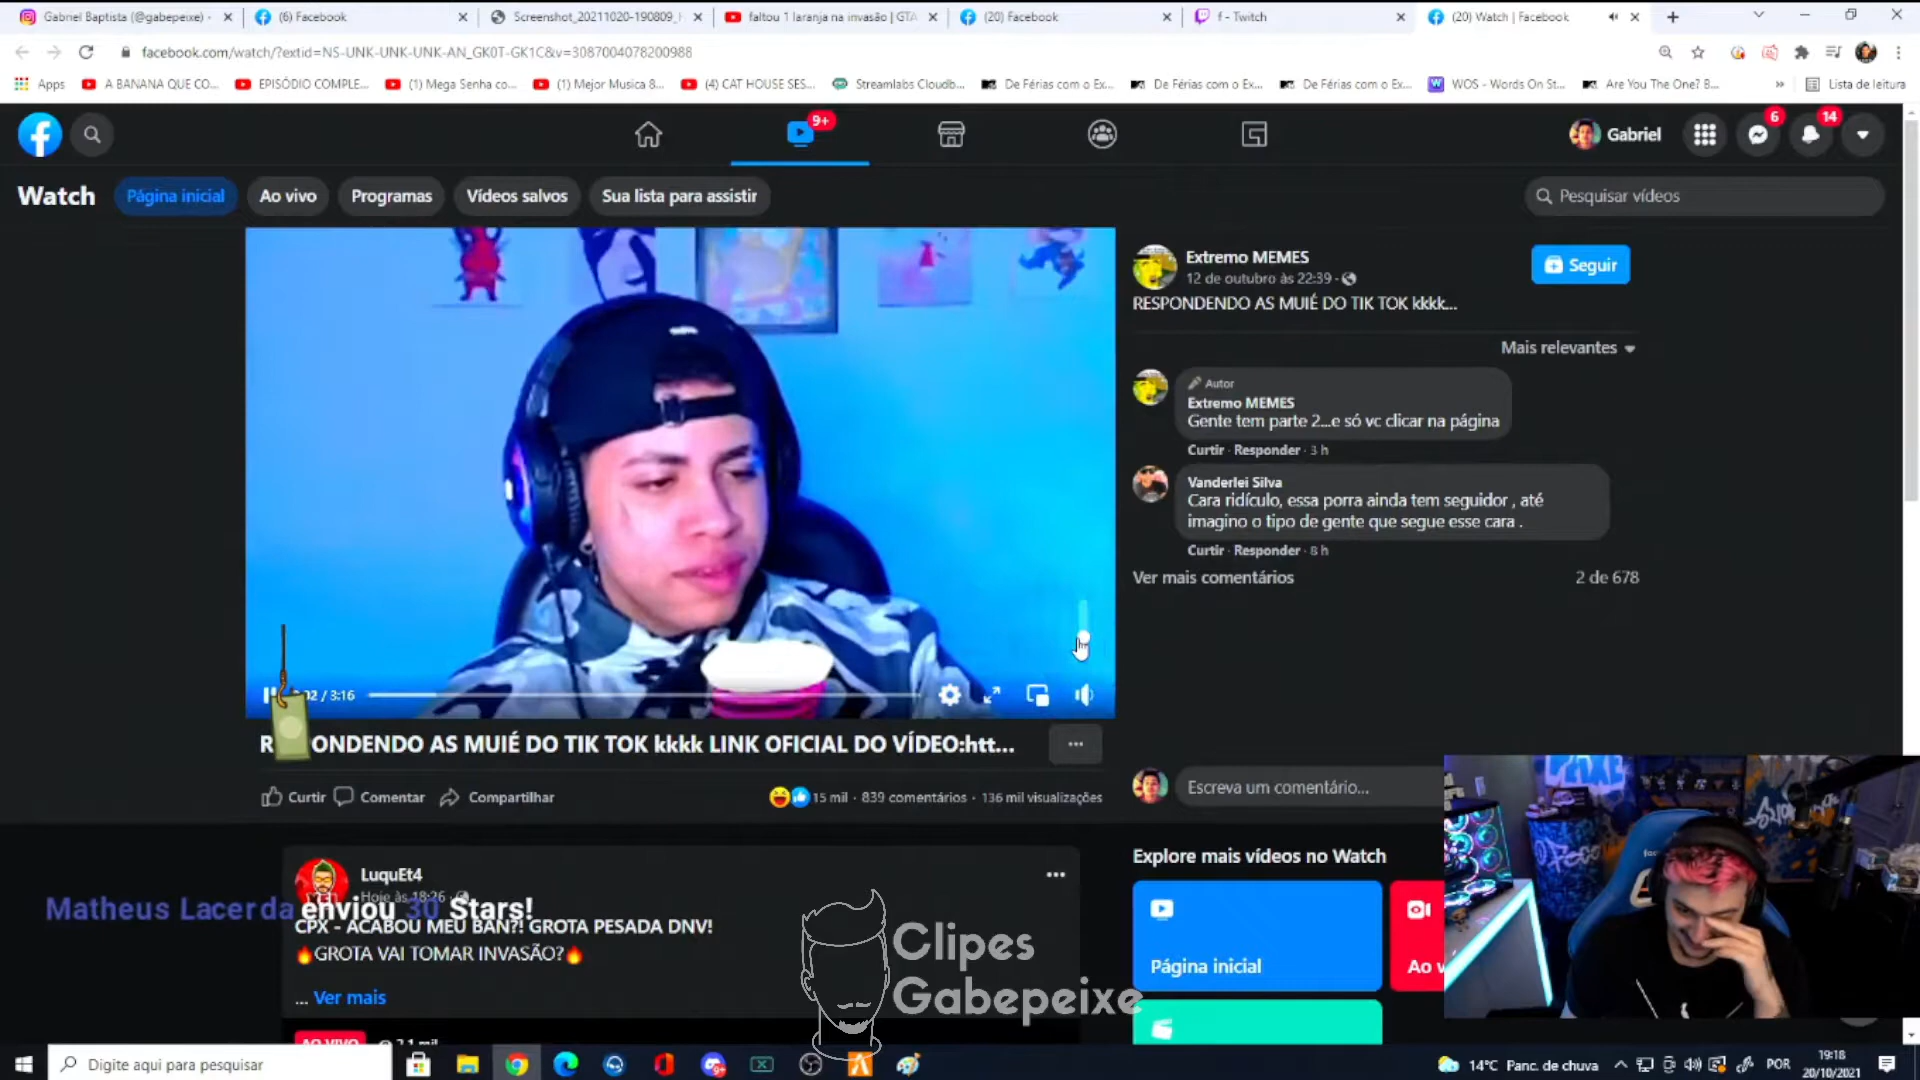 Gabriel Baptista (@gabepeixe) -
(6) Facebook
Screenshot_20211020-190809_
faltou 1 laranja na invasão | GTA
(20) Facebook
f - Twitch
(20) Watch | Facebook
facebook.com/watch/?extid=NS-UNK-UNK-UNK-AN_GK0T-GK1C&v=3087004078200988
Apps
A BANANA QUE CO...
EPISÓDIO COMPLE...
(1) Mega Senha co...
(1) Mejor Musica 8...
(4) CAT HOUSE SES...
Streamlabs Cloudb...
De Férias com o Ex...
De Férias com o Ex...
De Férias com o Ex...
WOS - Words On St...
Are You The One? B...
»
Lista de leitura
9+
Gabriel
6
14
Watch
Página inicial
Ao vivo
Programas
Vídeos salvos
Sua lista para assistir
Pesquisar vídeos
Extremo MEMES
12 de outubro às 22:39 ·
RESPONDENDO AS MUIÉ DO TIK TOK kkkk...
Seguir
Mais relevantes
Autor
Extremo MEMES
Gente tem parte 2...e só vc clicar na página
Curtir · Responder · 3 h
Vanderlei Silva
Cara ridículo, essa porra ainda tem seguidor , até
imagino o tipo de gente que segue esse cara .
Curtir · Responder · 8 h
Ver mais comentários
2 de 678
:02 / 3:16
R ONDENDO AS MUIÉ DO TIK TOK kkkk LINK OFICIAL DO VÍDEO:htt...
Curtir
Comentar
Compartilhar
15 mil · 839 comentários · 136 mil visualizações
Escreva um comentário...
LuquEt4
Hoje às 18:26
Matheus Lacerda enviou 30 Stars!
CPX - ACABOU MEU BAN?! GROTA PESADA DNV!
🔥GROTA VAI TOMAR INVASÃO?🔥
... Ver mais
AO VIVO
Explore mais vídeos no Watch
Página inicial
Ao v
Clipes
Gabepeixe
Digite aqui para pesquisar
14°C Panc. de chuva
POR
19:18
20/10/2021